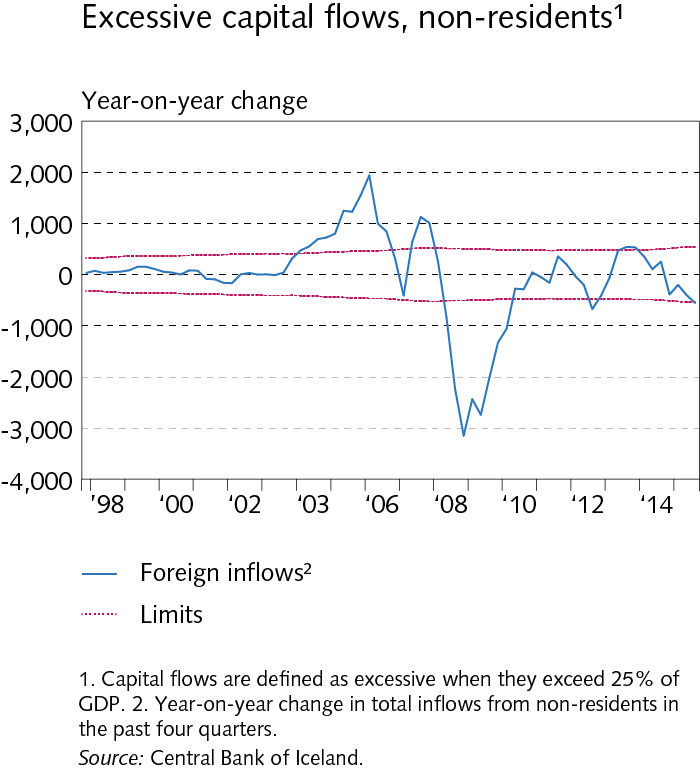 Excessive capital flows, non-residents¹
Year-on-year change
3,000
2,000
1,000
0
-1,000
-2,000
-3,000
-4,000
‘98 ‘00 ‘02 ‘03 ‘06 ‘08 ‘10 ‘12 ‘14
Foreign inflows²
Limits
1. Capital flows are defined as excessive when they exceed 25% of
GDP. 2. Year-on-year change in total inflows from non-residents in
the past four quarters.
Source: Central Bank of Iceland.